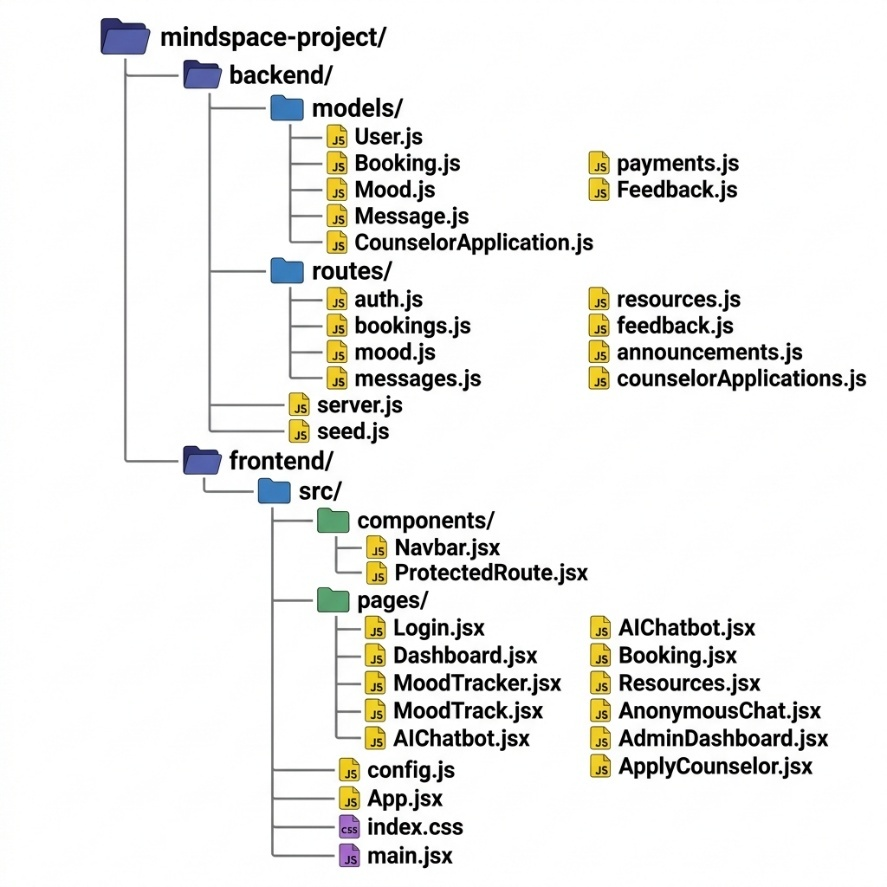 mindspace-project/
backend/
models/
User.js
Booking.js
Mood.js
Message.js
CounselorApplication.js
payments.js
Feedback.js
routes/
auth.js
bookings.js
mood.js
messages.js
resources.js
feedback.js
announcements.js
counselorApplications.js
server.js
seed.js
frontend/
src/
components/
Navbar.jsx
ProtectedRoute.jsx
pages/
Login.jsx
Dashboard.jsx
MoodTracker.jsx
MoodTrack.jsx
AIChatbot.jsx
AIChatbot.jsx
Booking.jsx
Resources.jsx
AnonymousChat.jsx
AdminDashboard.jsx
ApplyCounselor.jsx
config.js
App.jsx
index.css
main.jsx